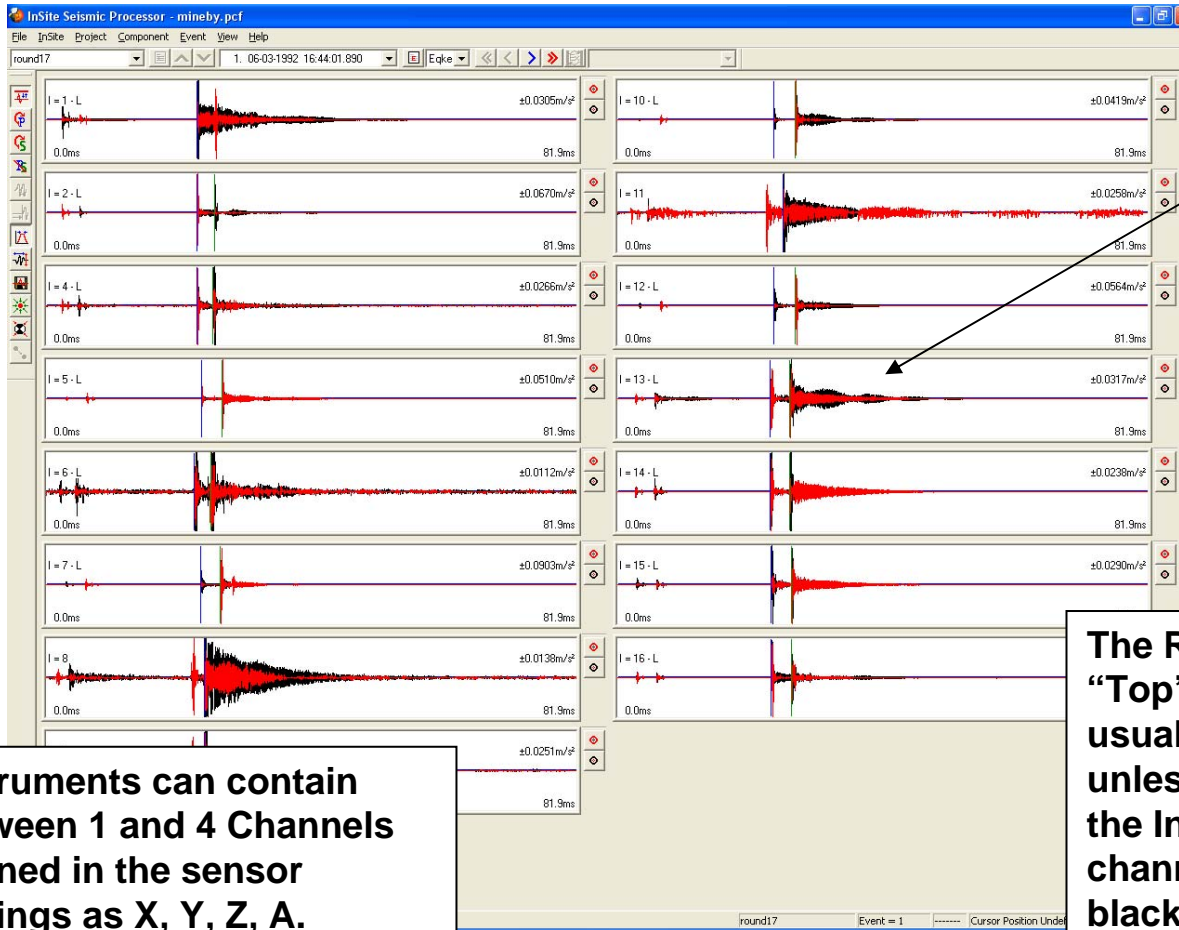 InSite Seismic Processor - mineby.pcf
File InSite Project Component Event View Help
round17 1. 06-03-1992 16:44:01.890 Eqke
I = 1 - L ±0.0305m/s²
0.0ms 81.9ms
I = 2 - L ±0.0670m/s²
0.0ms 81.9ms
I = 4 - L ±0.0266m/s²
0.0ms 81.9ms
I = 5 - L ±0.0510m/s²
0.0ms 81.9ms
I = 6 - L ±0.0112m/s²
0.0ms 81.9ms
I = 7 - L ±0.0903m/s²
0.0ms 81.9ms
I = 8 ±0.0138m/s²
0.0ms 81.9ms
±0.0251m/s²
81.9ms
I = 10 - L ±0.0419m/s²
0.0ms 81.9ms
I = 11 ±0.0258m/s²
0.0ms 81.9ms
I = 12 - L ±0.0564m/s²
0.0ms 81.9ms
I = 13 - L ±0.0317m/s²
0.0ms 81.9ms
I = 14 - L ±0.0238m/s²
0.0ms 81.9ms
I = 15 - L ±0.0290m/s²
0.0ms
I = 16 - L
0.0ms
ruments can contain
ween 1 and 4 Channels
ned in the sensor
ings as X, Y, Z, A.
The R
“Top”
usual
unles
the In
chann
black
round17 Event = 1 ------- Cursor Position Undef